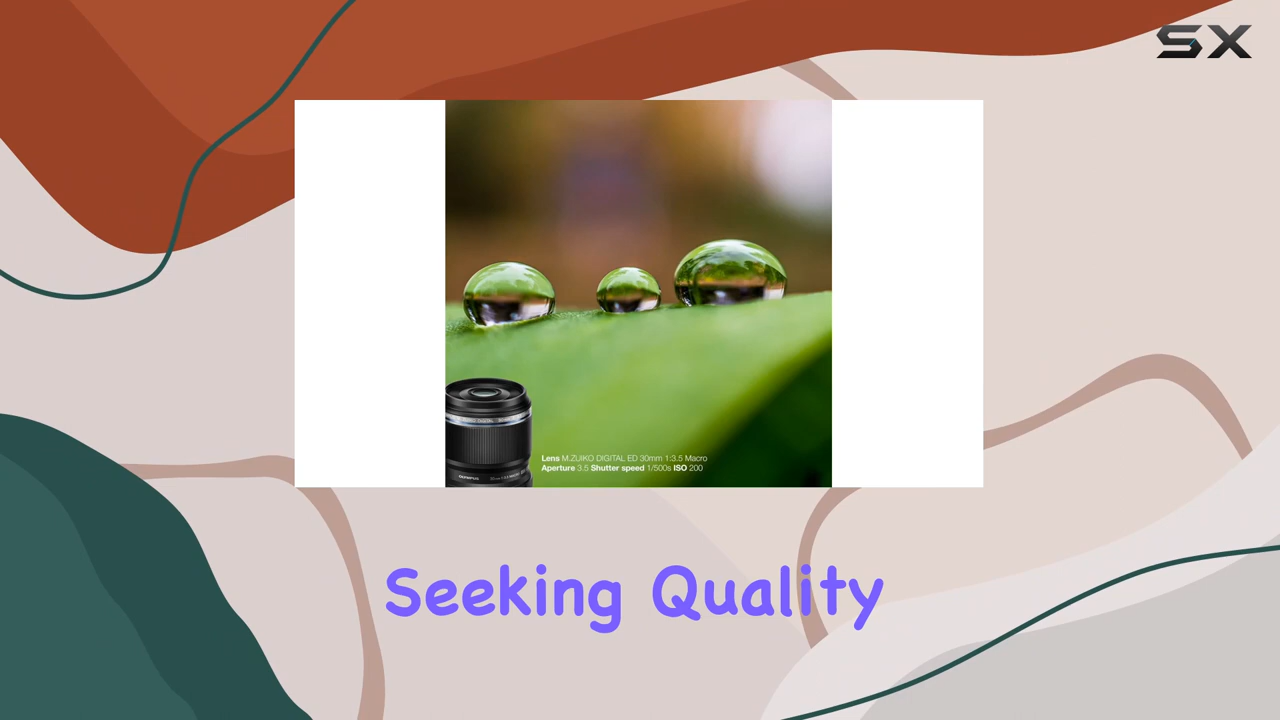 SX
Lens M.ZUIKO DIGITAL ED 30mm 1:3.5 Macro
Aperture 3.5 Shutter speed 1/500s ISO 200
OLYMPUS
Seeking Quality